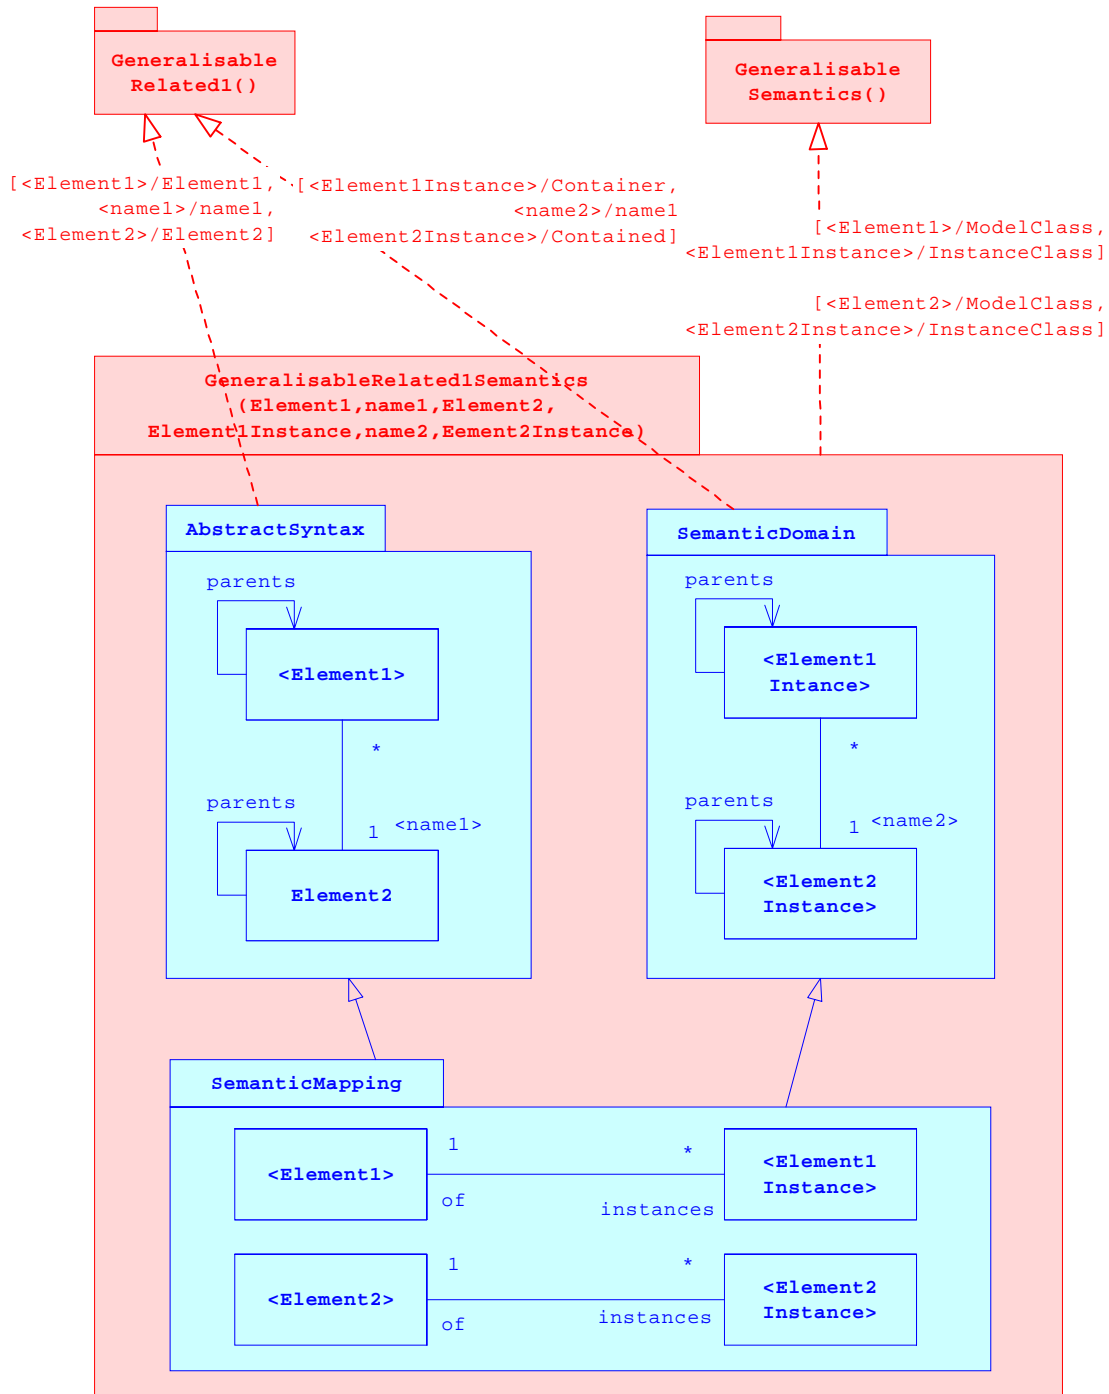 Generalisable
Related1()
Generalisable
Semantics()
[<Element1>/Element1,
<name1>/name1,
<Element2>/Element2]
[<Element1Instance>/Container,
<name2>/name1
<Element2Instance>/Contained]
[<Element1>/ModelClass,
<Element1Instance>/InstanceClass]
[<Element2>/ModelClass,
<Element2Instance>/InstanceClass]
GeneralisableRelated1Semantics
(Element1,name1,Element2,
Element1Instance,name2,Eement2Instance)
AbstractSyntax
parents
<Element1>
*
parents
1 <name1>
Element2
SemanticDomain
parents
<Element1
Intance>
*
parents
1 <name2>
<Element2
Instance>
SemanticMapping
<Element1>
1
of
*
instances
<Element1
Instance>
<Element2>
1
of
*
instances
<Element2
Instance>